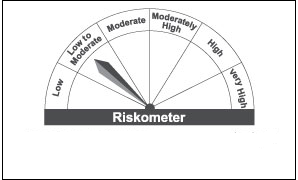 Low
Low to
Moderate
Moderate
Moderately
High
High
very High
Riskometer